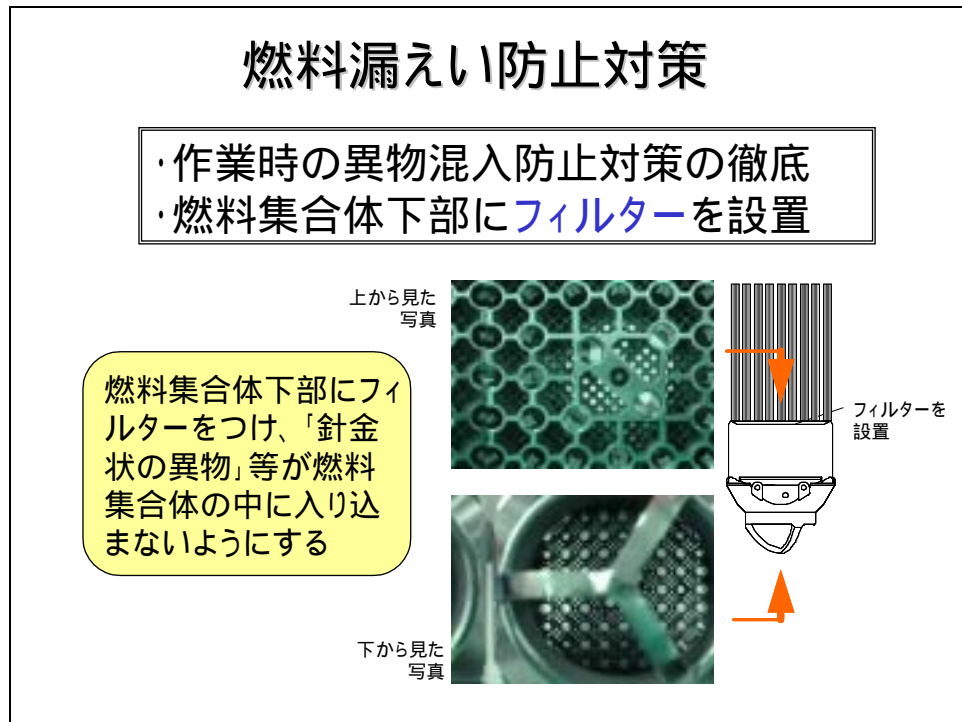 燃料漏えい防止対策
・作業時の異物混入防止対策の徹底
・燃料集合体下部にフィルターを設置
上から見た
写真
燃料集合体下部にフィ
ルターをつけ、「針金
状の異物」等が燃料
集合体の中に入り込
まないようにする
フィルターを
設置
下から見た
写真